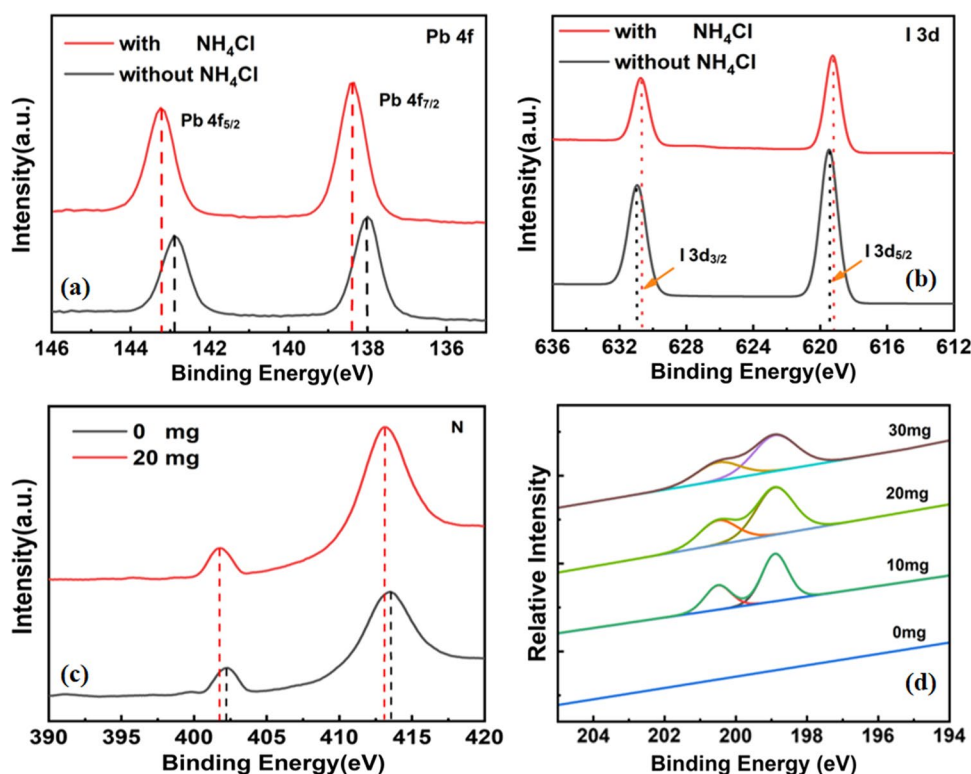 with NH₄Cl
without NH₄Cl
Pb 4f
Pb 4f₅/₂
Pb 4f₇/₂
(a)
Intensity(a.u.)
146 144 142 140 138 136
Binding Energy(eV)
with NH₄Cl
without NH₄Cl
I 3d
I 3d₃/₂
I 3d₅/₂
(b)
Intensity(a.u.)
636 632 628 624 620 616 612
Binding Energy(eV)
0 mg
20 mg
N
(c)
Intensity(a.u.)
390 395 400 405 410 415 420
Binding Energy(eV)
30mg
20mg
10mg
0mg
(d)
Relative Intensity
204 202 200 198 196 194
Binding Energy (eV)